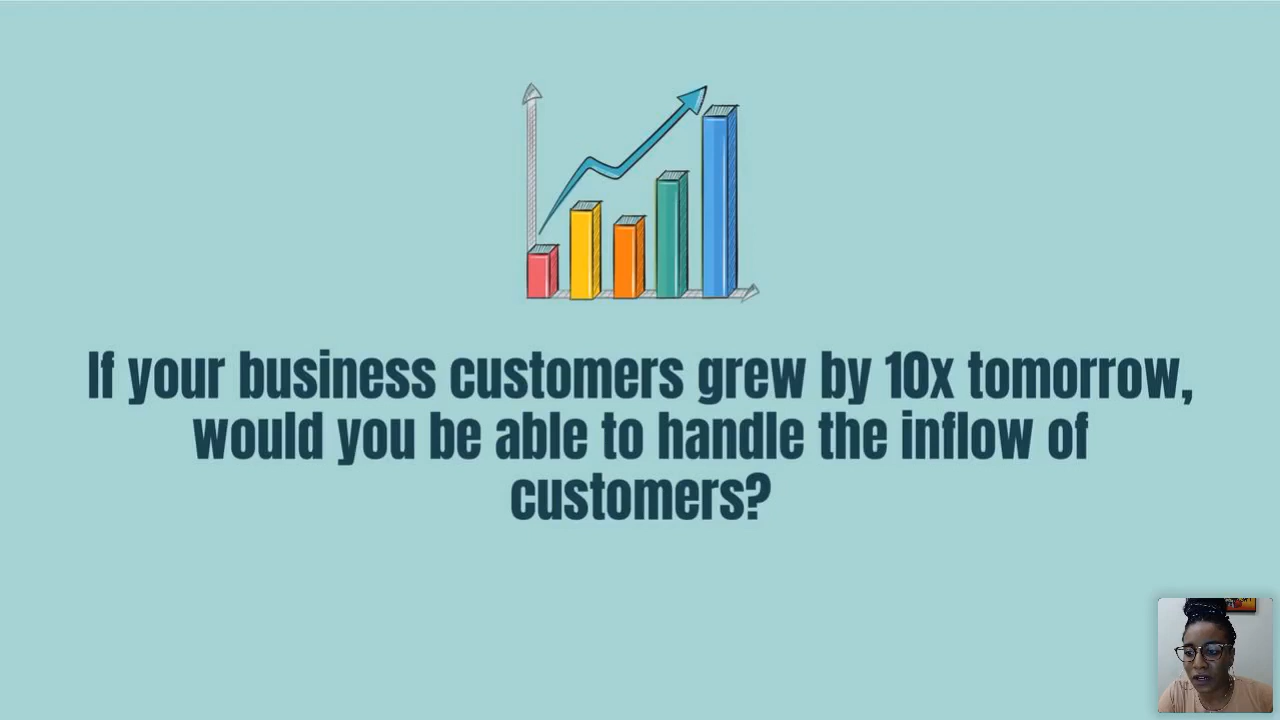 If your business customers grew by 10x tomorrow,
would you be able to handle the inflow of
customers?